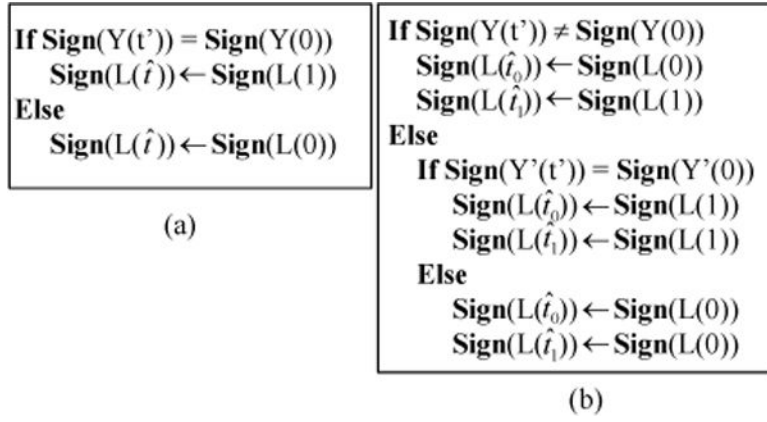 If Sign(Y(t’)) = Sign(Y(0))
Sign(L(t̂)) ← Sign(L(1))
Else
Sign(L(t̂)) ← Sign(L(0))
(a)
If Sign(Y(t’)) ≠ Sign(Y(0))
Sign(L(t̂₀)) ← Sign(L(0))
Sign(L(t̂₁)) ← Sign(L(1))
Else
If Sign(Y’(t’)) = Sign(Y’(0))
Sign(L(t̂₀)) ← Sign(L(1))
Sign(L(t̂₁)) ← Sign(L(1))
Else
Sign(L(t̂₀)) ← Sign(L(0))
Sign(L(t̂₁)) ← Sign(L(0))
(b)